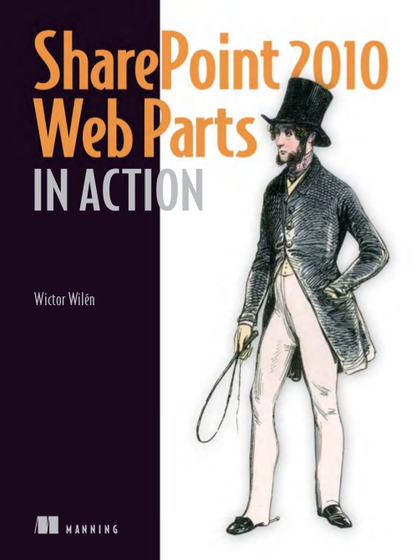 SharePoint 2010
Web Parts
IN ACTION
Wictor Wilén
MANNING